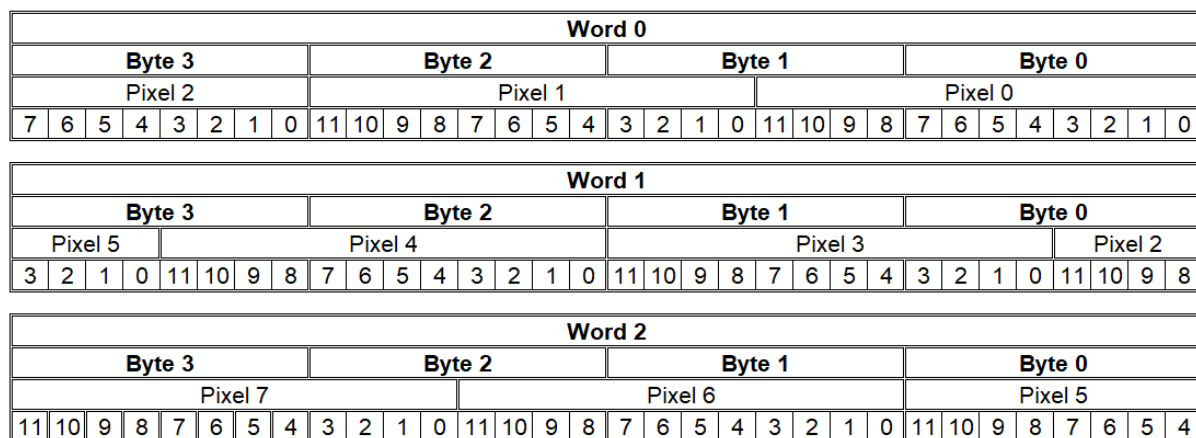 Word 0
Byte 3 Byte 2 Byte 1 Byte 0
Pixel 2 Pixel 1 Pixel 0
7 6 5 4 3 2 1 0 11 10 9 8 7 6 5 4 3 2 1 0 11 10 9 8 7 6 5 4 3 2 1 0
Word 1
Byte 3 Byte 2 Byte 1 Byte 0
Pixel 5 Pixel 4 Pixel 3 Pixel 2
3 2 1 0 11 10 9 8 7 6 5 4 3 2 1 0 11 10 9 8 7 6 5 4 3 2 1 0 11 10 9 8
Word 2
Byte 3 Byte 2 Byte 1 Byte 0
Pixel 7 Pixel 6 Pixel 5
11 10 9 8 7 6 5 4 3 2 1 0 11 10 9 8 7 6 5 4 3 2 1 0 11 10 9 8 7 6 5 4